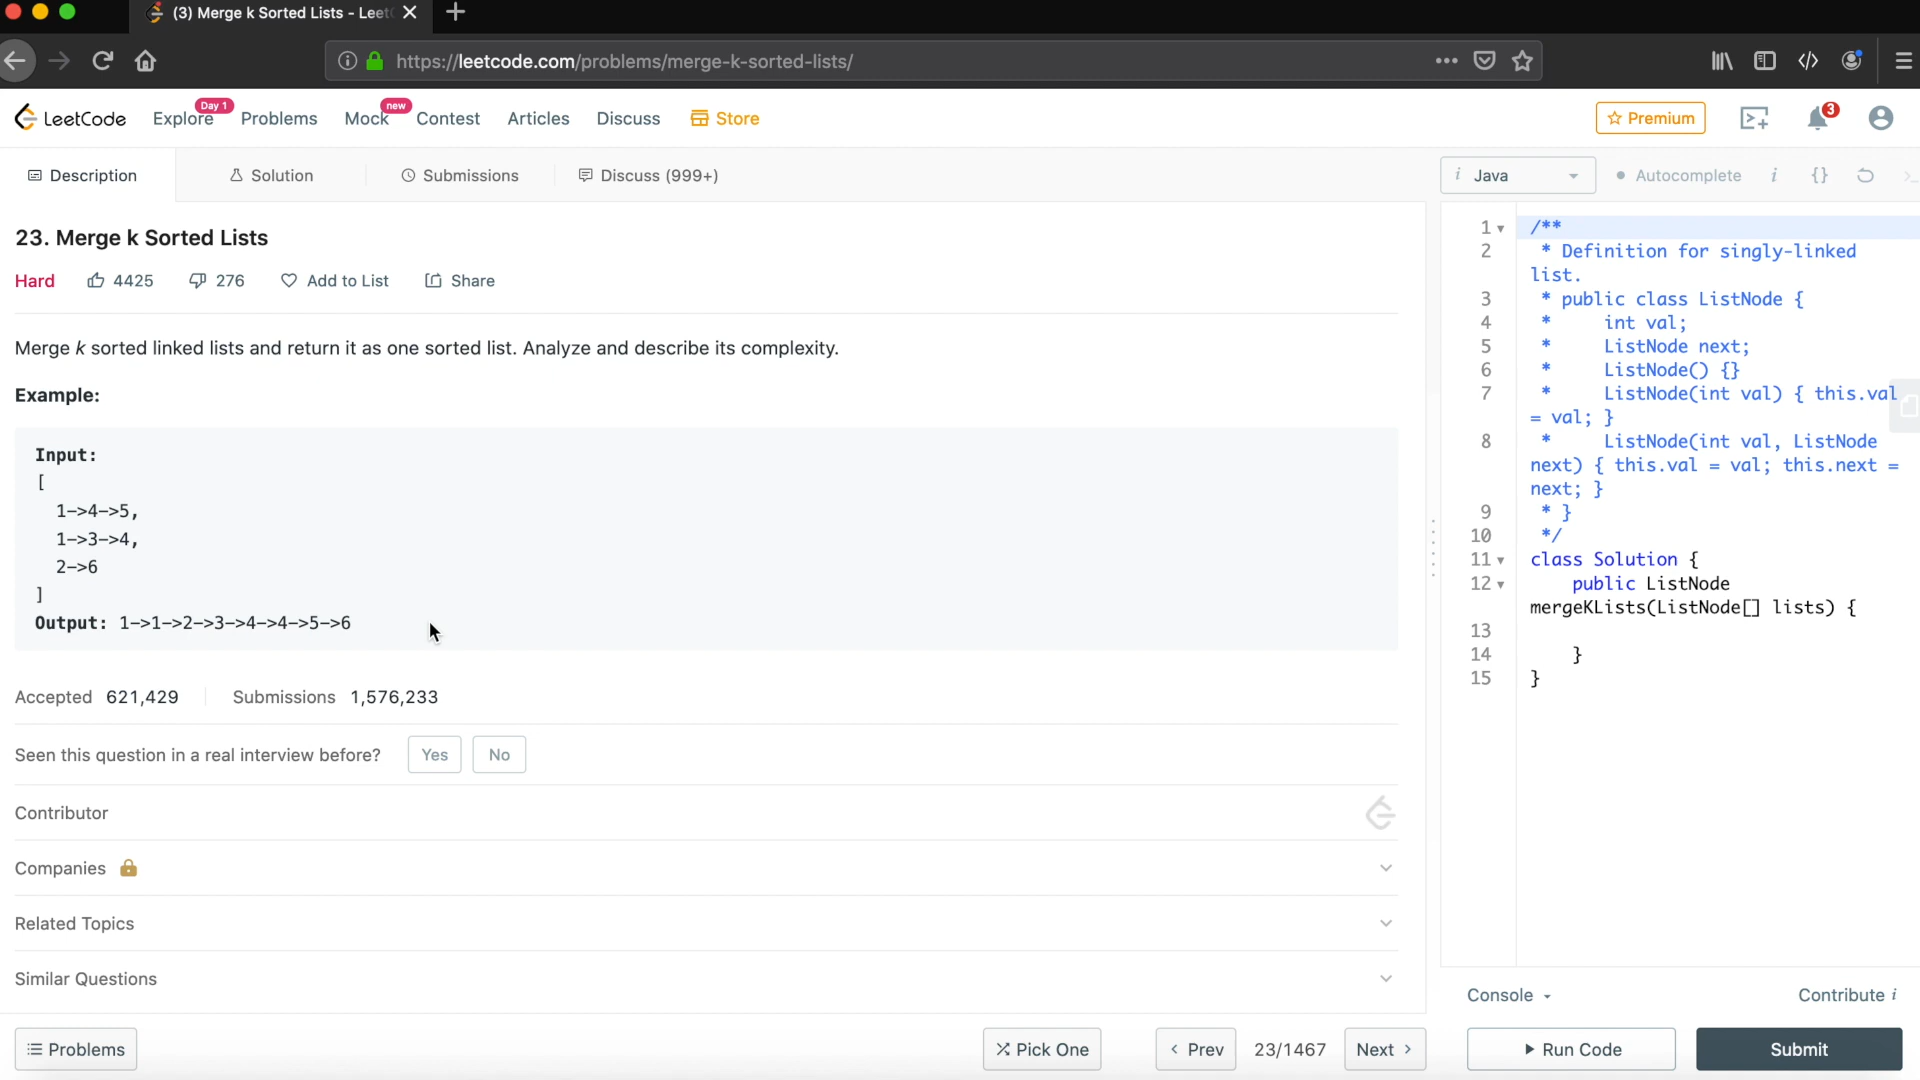 (3) Merge k Sorted Lists - Leet
https://leetcode.com/problems/merge-k-sorted-lists/
LeetCode
Explore
Day 1
Problems
Mock
new
Contest
Articles
Discuss
Store
Premium
3
Description
Solution
Submissions
Discuss (999+)
i Java
Autocomplete
i
{}
23. Merge k Sorted Lists
Hard
4425
276
Add to List
Share
Merge k sorted linked lists and return it as one sorted list. Analyze and describe its complexity.
Example:
Input:
[
1->4->5,
1->3->4,
2->6
]
Output: 1->1->2->3->4->4->5->6
Accepted 621,429
Submissions 1,576,233
Seen this question in a real interview before?
Yes
No
Contributor
Companies
Related Topics
Similar Questions
Problems
Pick One
Prev
23/1467
Next
1 /**
2 * Definition for singly-linked
list.
3 * public class ListNode {
4 * int val;
5 * ListNode next;
6 * ListNode() {}
7 * ListNode(int val) { this.val
= val; }
8 * ListNode(int val, ListNode
next) { this.val = val; this.next =
next; }
9 * }
10 */
11 class Solution {
12 public ListNode
mergeKLists(ListNode[] lists) {
13
14 }
15 }
Console
Contribute i
Run Code
Submit